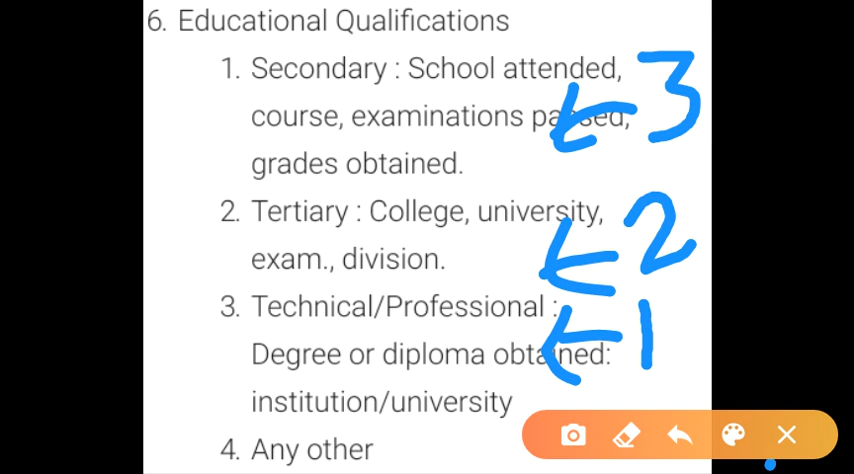 6. Educational Qualifications
1. Secondary : School attended,
course, examinations passed, 3
grades obtained.
2. Tertiary : College, university, 2
exam., division.
3. Technical/Professional : 1
Degree or diploma obtained:
institution/university
4. Any other